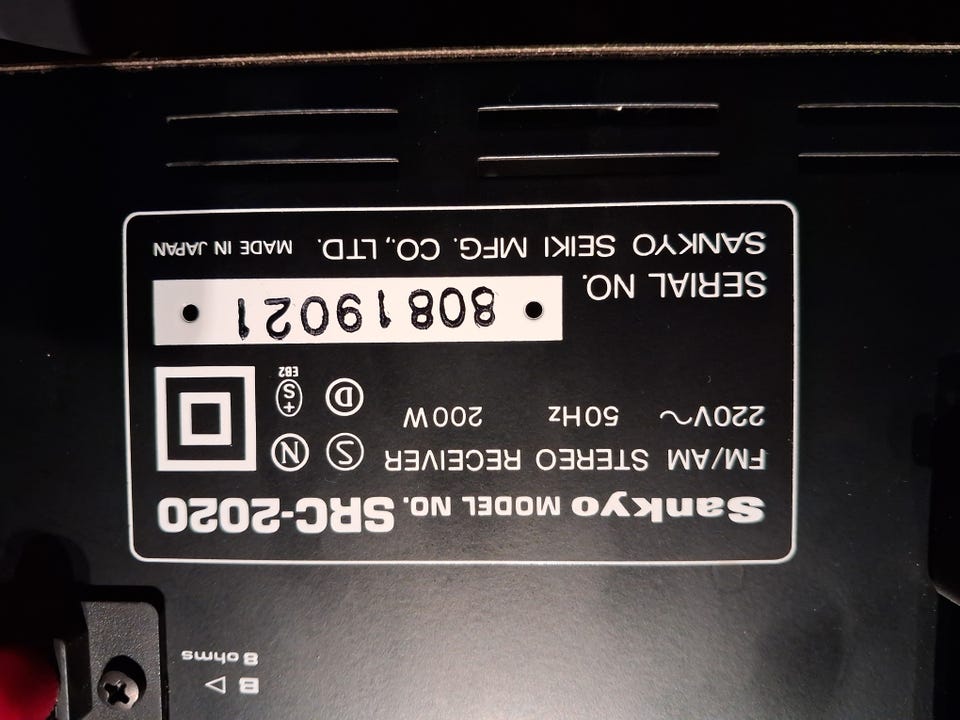 B
8 ohms
Sankyo MODEL NO. SRC-2020
FM/AM STEREO RECEIVER S N
220V~ 50Hz 200W D +S
EB2
80819021
SERIAL NO.
SANKYO SEIKI MFG. CO., LTD. MADE IN JAPAN